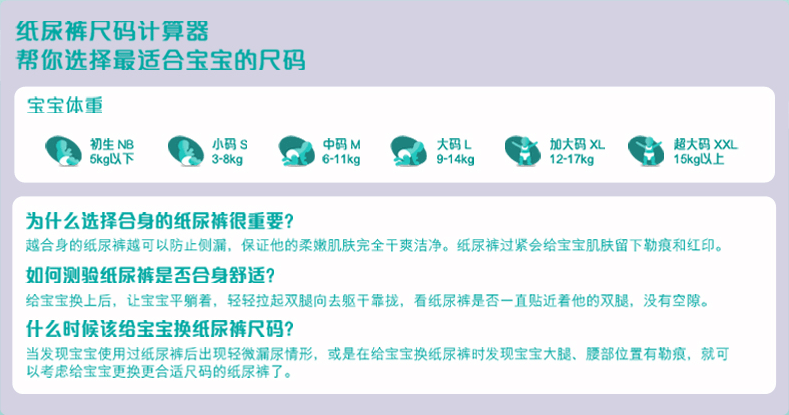 纸尿裤尺码计算器
帮你选择最适合宝宝的尺码
宝宝体重
初生 NB
5kg以下
小码 S
3-8kg
中码 M
6-11kg
大码 L
9-14kg
加大码 XL
12-17kg
超大码 XXL
15kg以上
为什么选择合身的纸尿裤很重要?
越合身的纸尿裤越可以防止侧漏，保证他的柔嫩肌肤完全干爽洁净。纸尿裤过紧会给宝宝肌肤留下勒痕和红印。
如何测验纸尿裤是否合身舒适?
给宝宝换上后，让宝宝平躺着，轻轻拉起双腿向去躯干靠拢，看纸尿裤是否一直贴近着他的双腿，没有空隙。
什么时候该给宝宝换纸尿裤尺码?
当发现宝宝使用过纸尿裤后出现轻微漏尿情形，或是在给宝宝换纸尿裤时发现宝宝大腿、腰部位置有勒痕，就可
以考虑给宝宝更换更合适尺码的纸尿裤了。